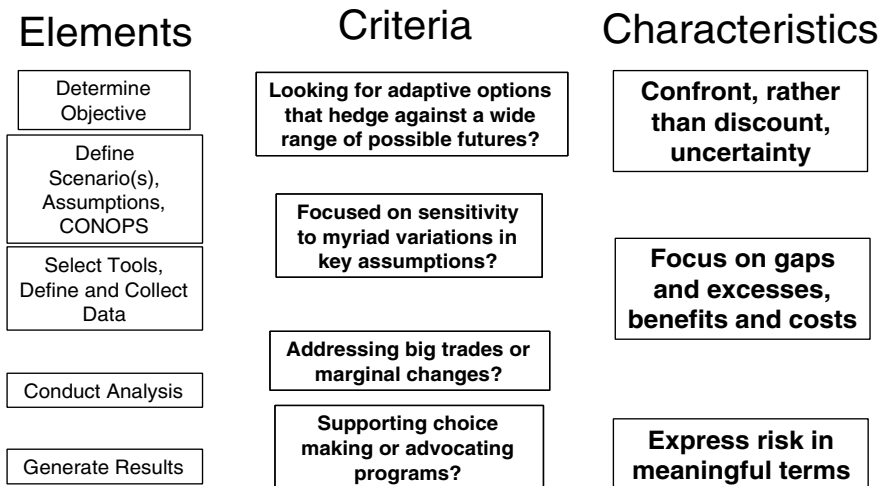 Elements
Determine
Objective
Define
Scenario(s),
Assumptions,
CONOPS
Select Tools,
Define and Collect
Data
Conduct Analysis
Generate Results
Criteria
Looking for adaptive options
that hedge against a wide
range of possible futures?
Focused on sensitivity
to myriad variations in
key assumptions?
Addressing big trades or
marginal changes?
Supporting choice
making or advocating
programs?
Characteristics
Confront, rather
than discount,
uncertainty
Focus on gaps
and excesses,
benefits and costs
Express risk in
meaningful terms